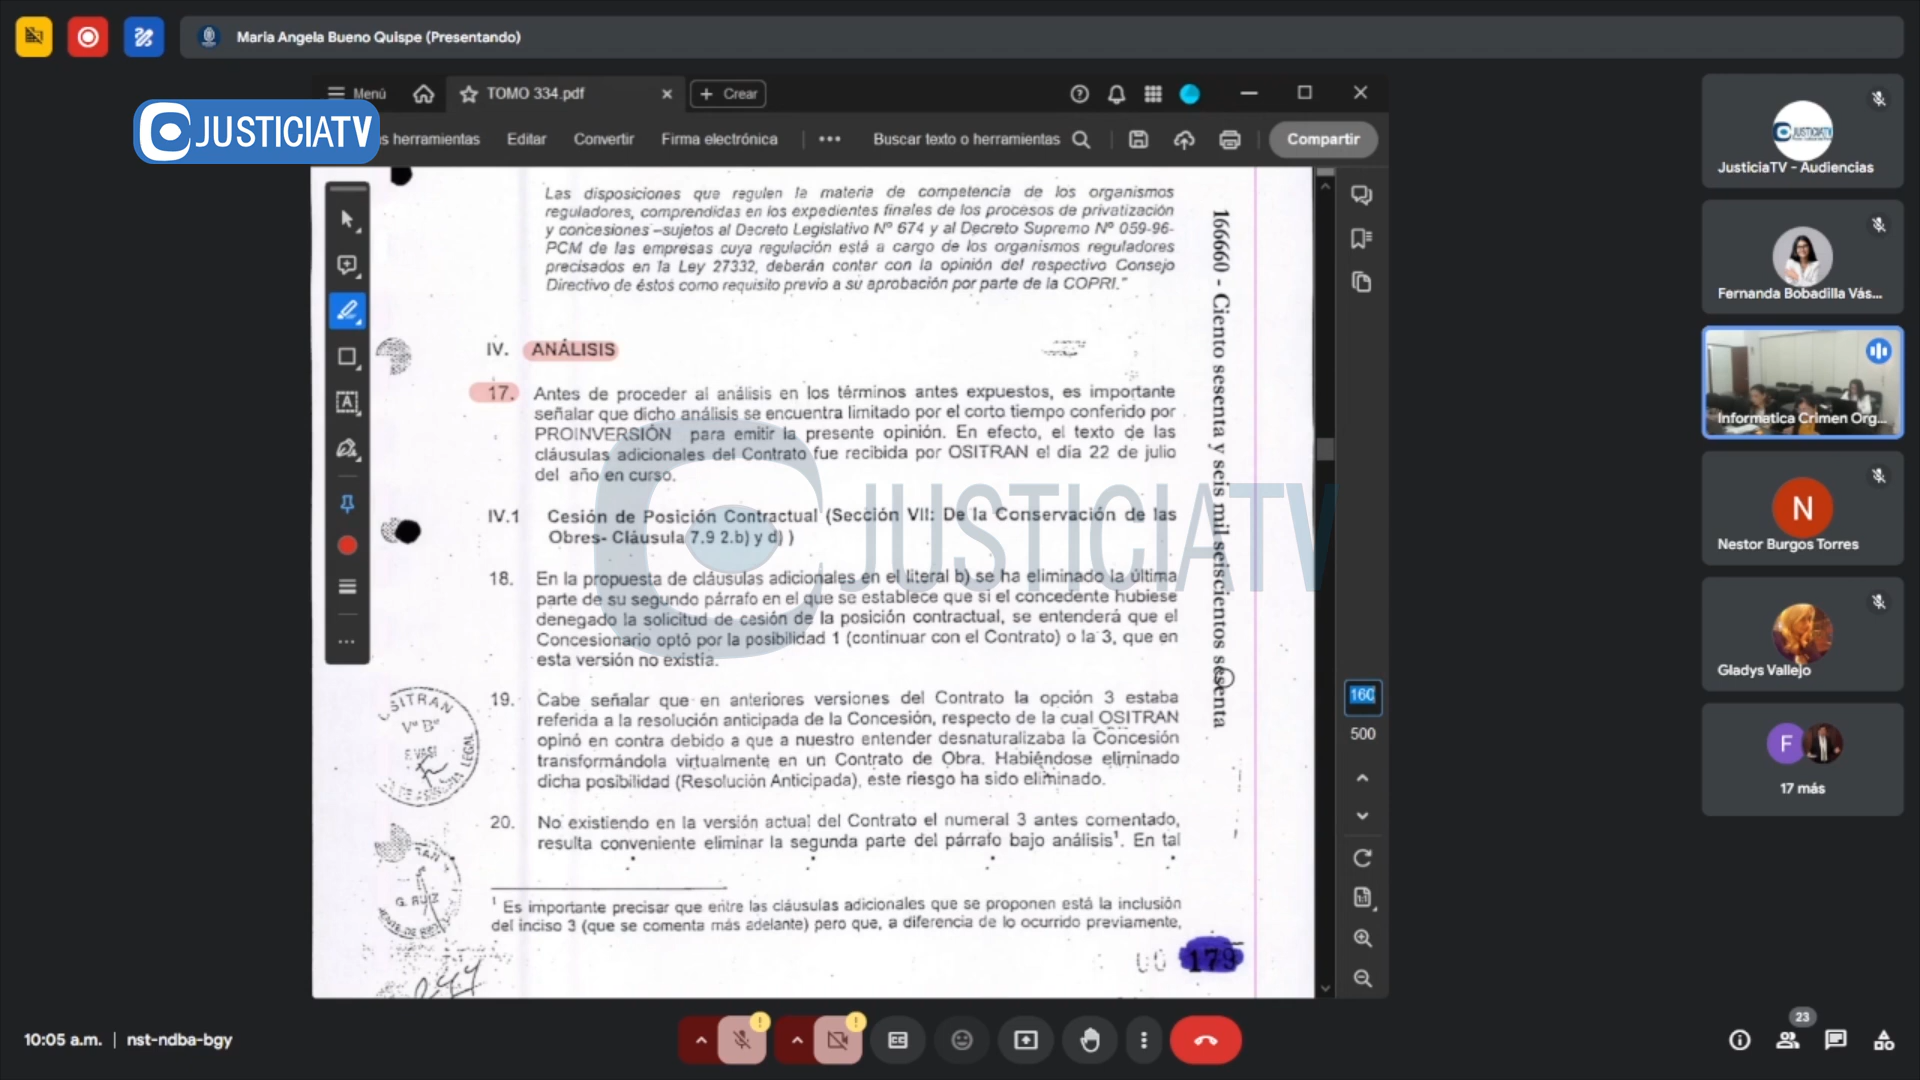 Maria Angela Bueno Quispe (Presentando)
Menú
TOMO 334.pdf
Crear
JUSTICIATV
s herramientas
Editar
Convertir
Firma electrónica
Buscar texto o herramientas
Compartir
Las disposiciones que regulen la materia de competencia de los organismos
reguladores, comprendidas en los expedientes finales de los procesos de privatización
y concesiones –sujetos al Decreto Legislativo Nº 674 y al Decreto Supremo Nº 059-96-
PCM de las empresas cuya regulación está a cargo de los organismos reguladores
precisados en la Ley 27332, deberán contar con la opinión del respectivo Consejo
Directivo de éstos como requisito previo a su aprobación por parte de la COPRI."
IV. ANÁLISIS
17. Antes de proceder al análisis en los términos antes expuestos, es importante
señalar que dicho análisis se encuentra limitado por el corto tiempo conferido por
PROINVERSIÓN para emitir la presente opinión. En efecto, el texto de las
cláusulas adicionales del Contrato fue recibida por OSITRAN el día 22 de julio
del año en curso.
IV.1 Cesión de Posición Contractual (Sección VII: De la Conservación de las
Obres- Cláusula 7.9 2.b) y d) )
18. En la propuesta de cláusulas adicionales en el literal b) se ha eliminado la última
parte de su segundo párrafo en el que se establece que si el concedente hubiese
denegado la solicitud de cesión de la posición contractual, se entenderá que el
Concesionario optó por la posibilidad 1 (continuar con el Contrato) o la 3, que en
esta versión no existía.
19. Cabe señalar que en anteriores versiones del Contrato la opción 3 estaba
referida a la resolución anticipada de la Concesión, respecto de la cual OSITRAN
opinó en contra debido a que a nuestro entender desnaturalizaba la Concesión
transformándola virtualmente en un Contrato de Obra. Habiéndose eliminado
dicha posibilidad (Resolución Anticipada), este riesgo ha sido eliminado.
20. No existiendo en la versión actual del Contrato el numeral 3 antes comentado,
resulta conveniente eliminar la segunda parte del párrafo bajo análisis¹. En tal
¹ Es importante precisar que entre las cláusulas adicionales que se proponen está la inclusión
del inciso 3 (que se comenta más adelante) pero que, a diferencia de lo ocurrido previamente,
179
166660 - Ciento sesenta y seis mil seiscientos sesenta
SITRAN
Vº Bº
LEGAL
G. RUIZ
JUSTICIATV
500
JUSTICIATV
JusticiaTV - Audiencias
Fernanda Bobadilla Vás...
Informatica Crimen Org...
N
Nestor Burgos Torres
Gladys Vallejo
F
17 más
10:05 a.m. | nst-ndba-bgy
23